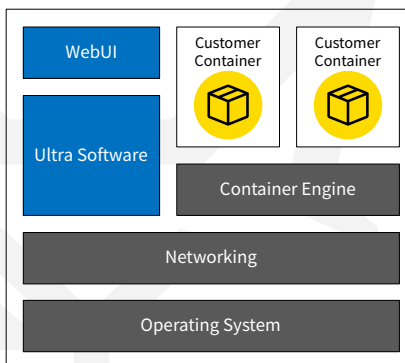 WebUI
Customer
Container
Customer
Container
Ultra Software
Container Engine
Networking
Operating System